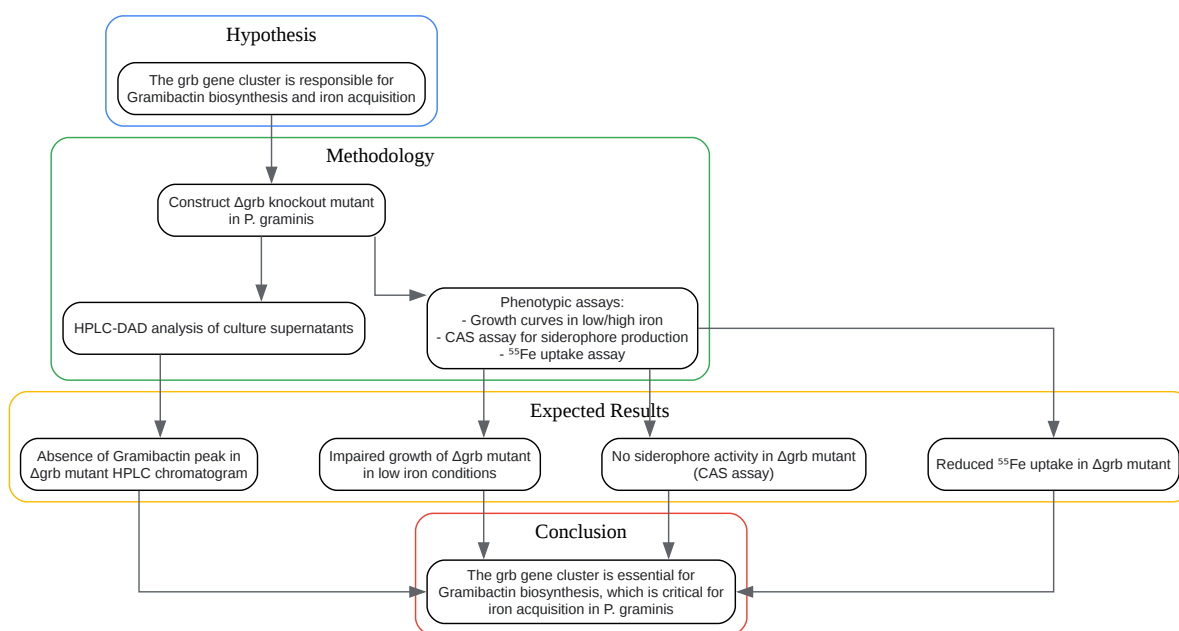 Hypothesis
The grb gene cluster is responsible for
Gramibactin biosynthesis and iron acquisition
Methodology
Construct Δgrb knockout mutant
in P. graminis
HPLC-DAD analysis of culture supernatants
Phenotypic assays:
- Growth curves in low/high iron
- CAS assay for siderophore production
- ⁵⁵Fe uptake assay
Expected Results
Absence of Gramibactin peak in
Δgrb mutant HPLC chromatogram
Impaired growth of Δgrb mutant
in low iron conditions
No siderophore activity in Δgrb mutant
(CAS assay)
Reduced ⁵⁵Fe uptake in Δgrb mutant
Conclusion
The grb gene cluster is essential for
Gramibactin biosynthesis, which is critical for
iron acquisition in P. graminis